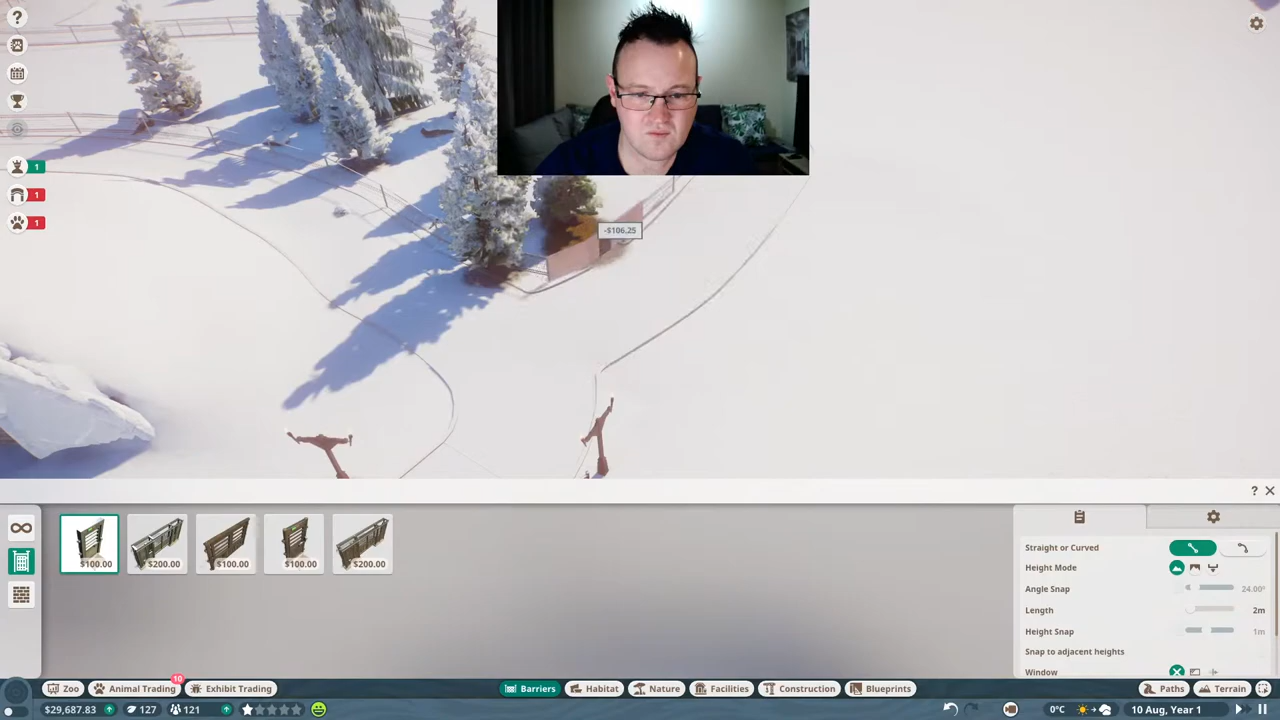 ?
1
1
1
-$106.25
?
$100.00
$200.00
$100.00
$100.00
$200.00
Straight or Curved
Height Mode
Angle Snap 24.00°
Length 2m
Height Snap 1m
Snap to adjacent heights
Window
10
Zoo Animal Trading Exhibit Trading Barriers Habitat Nature Facilities Construction Blueprints Paths Terrain
$29,687.83 127 121 0°C 10 Aug, Year 1